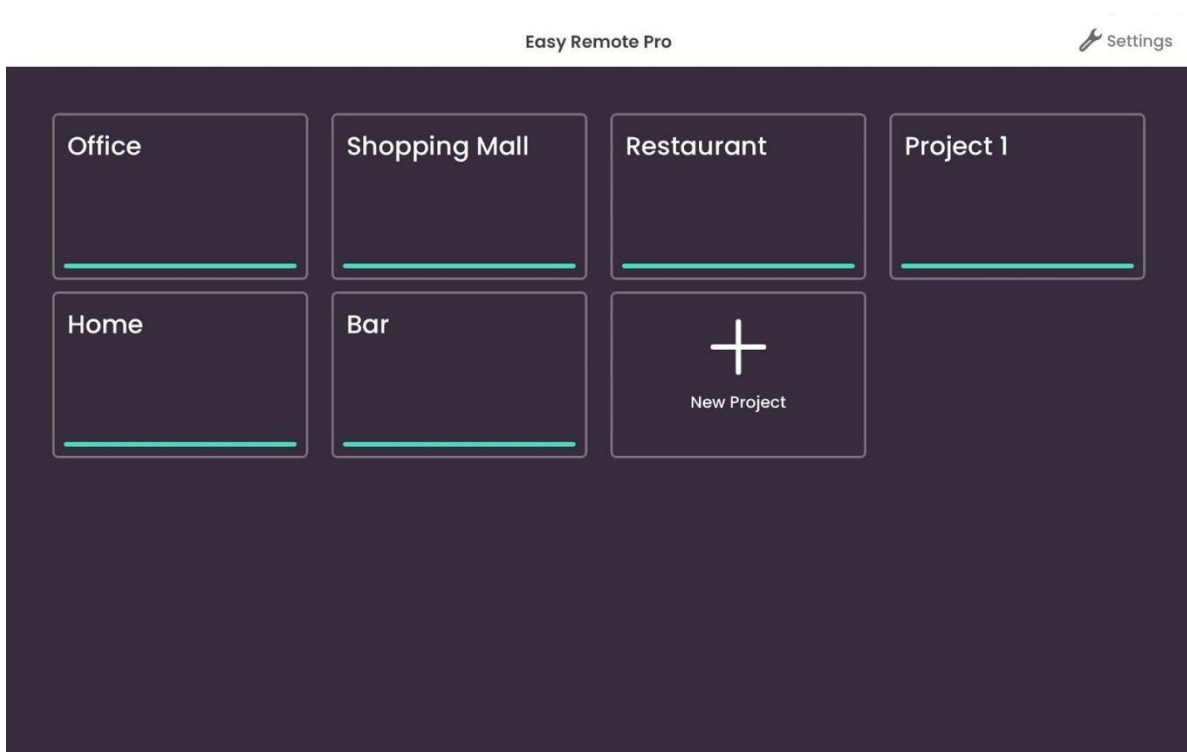 Easy Remote Pro
Settings
Office
Shopping Mall
Restaurant
Project 1
Home
Bar
New Project